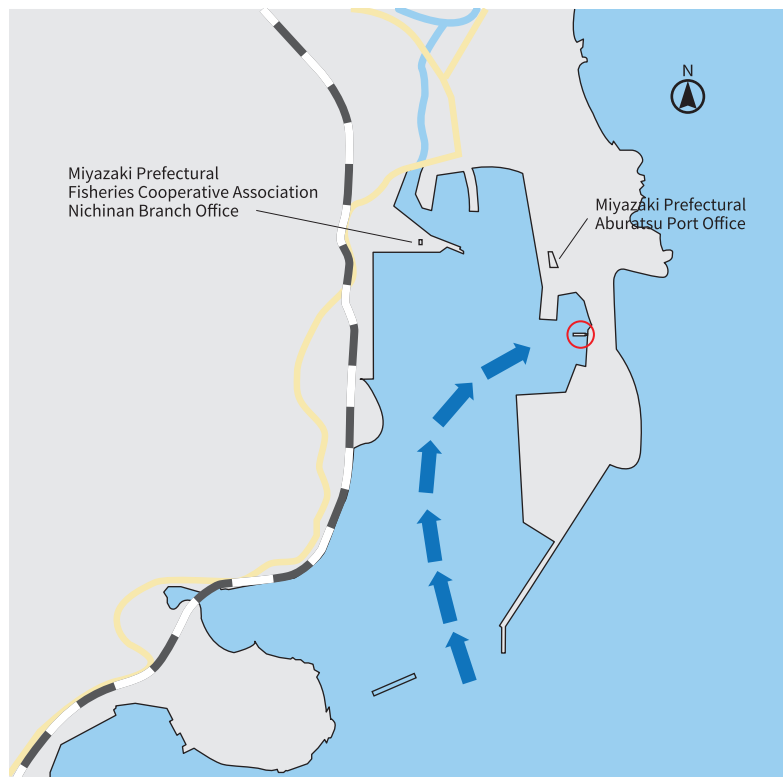 N
Miyazaki Prefectural
Fisheries Cooperative Association
Nichinan Branch Office
Miyazaki Prefectural
Aburatsu Port Office